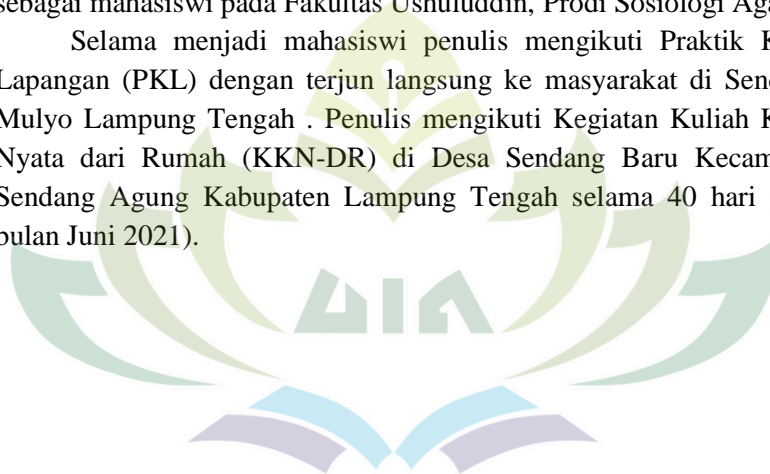 sebagai mahasiswi pada Fakultas Ushuluddin, Prodi Sosiologi Aga
Selama menjadi mahasiswi penulis mengikuti Praktik K
Lapangan (PKL) dengan terjun langsung ke masyarakat di Send
Mulyo Lampung Tengah . Penulis mengikuti Kegiatan Kuliah K
Nyata dari Rumah (KKN-DR) di Desa Sendang Baru Kecam
Sendang Agung Kabupaten Lampung Tengah selama 40 hari
bulan Juni 2021).
UIN